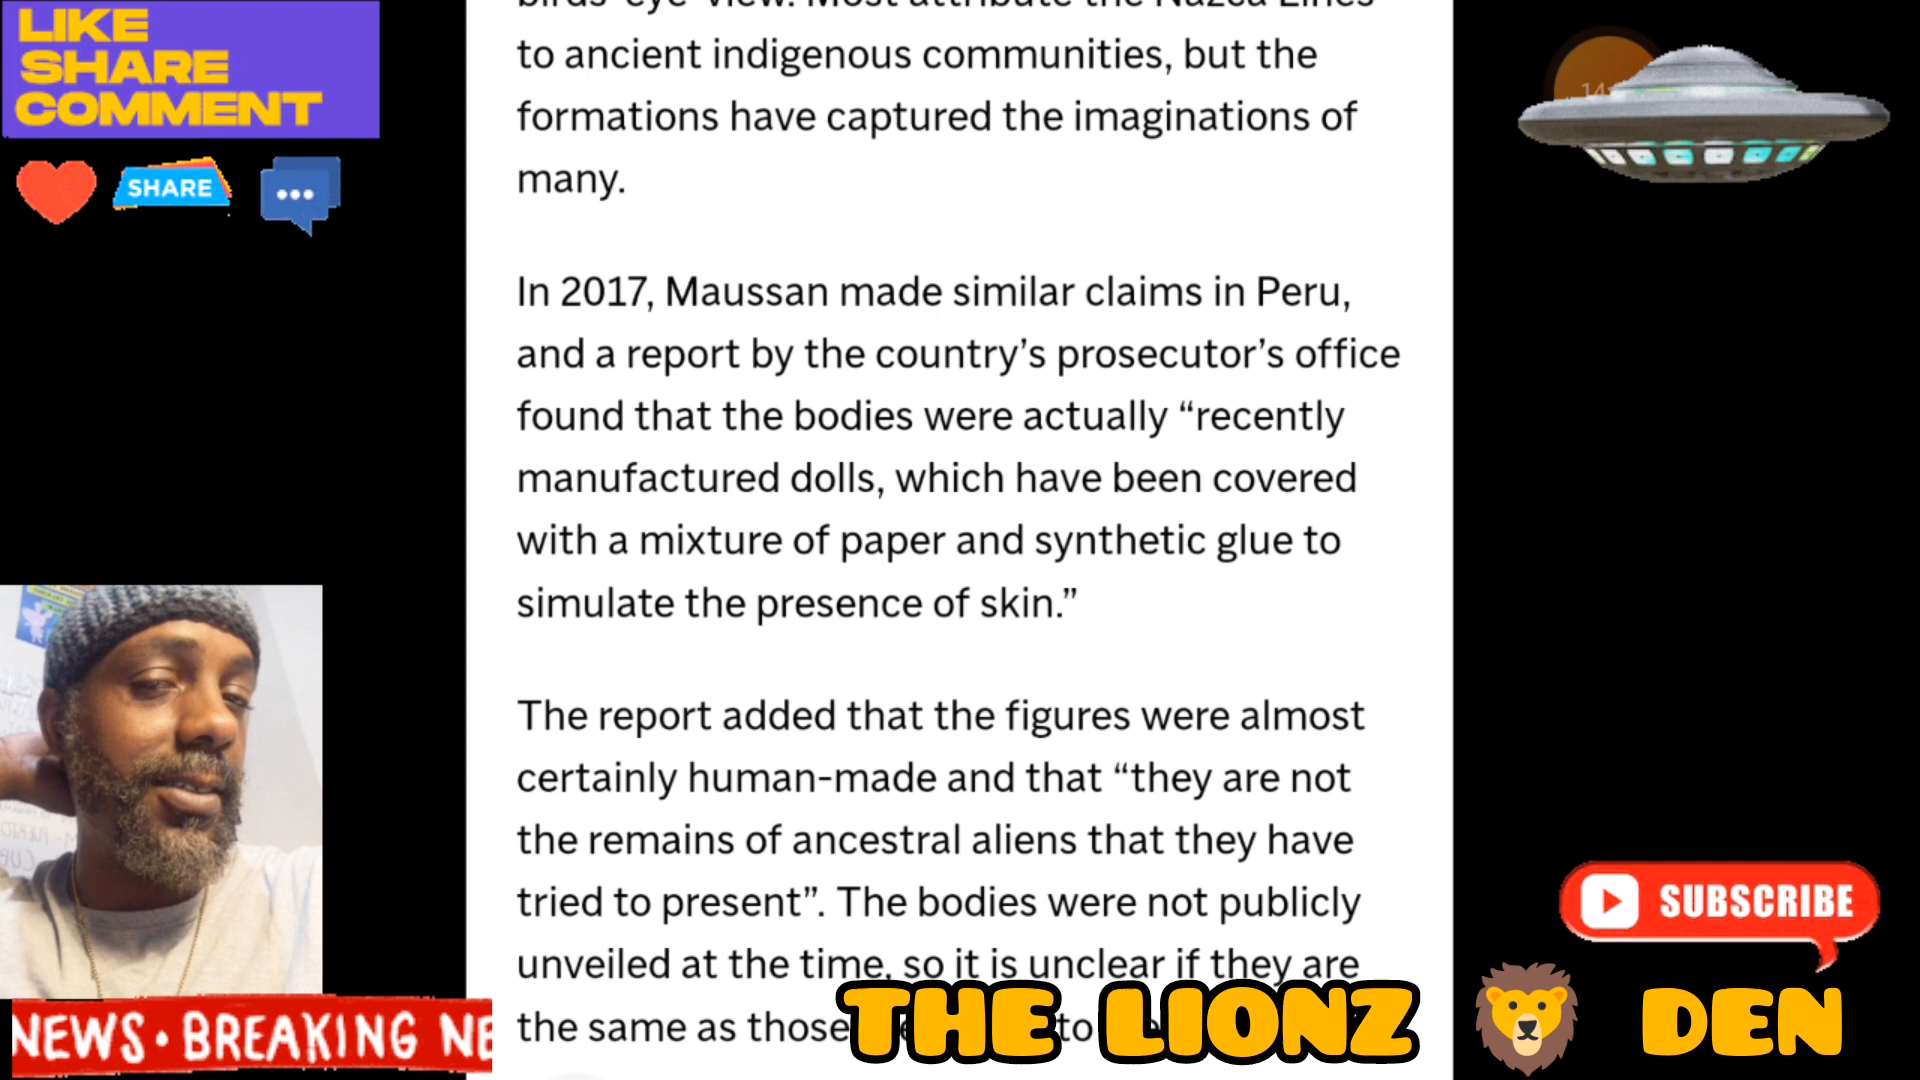 LIKE
SHARE
COMMENT
SHARE
to ancient indigenous communities, but the
formations have captured the imaginations of
many.
In 2017, Maussan made similar claims in Peru,
and a report by the country’s prosecutor’s office
found that the bodies were actually “recently
manufactured dolls, which have been covered
with a mixture of paper and synthetic glue to
simulate the presence of skin.”
The report added that the figures were almost
certainly human-made and that “they are not
the remains of ancestral aliens that they have
tried to present”. The bodies were not publicly
unveiled at the time, so it is unclear if they are
the same as those to
SUBSCRIBE
NEWS • BREAKING NE
THE LIONZ DEN